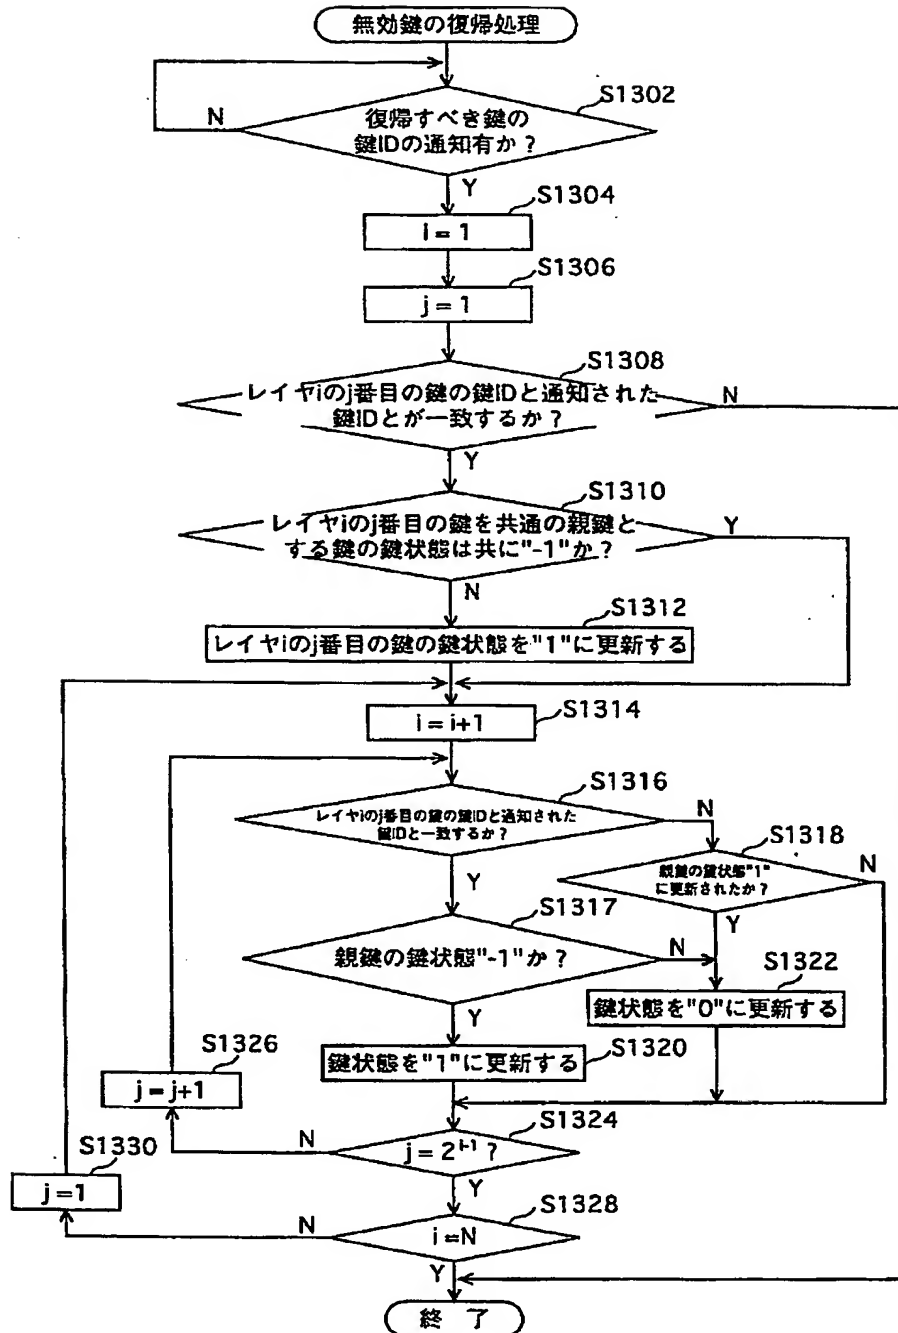 無効鍵の復帰処理
S1302
N
復帰すべき鍵の
鍵IDの通知有か？
Y
S1304
i = 1
S1306
j = 1
S1308
レイヤiのj番目の鍵の鍵IDと通知された
鍵IDとが一致するか？
N
Y
S1310
レイヤiのj番目の鍵を共通の親鍵と
する鍵の鍵状態は共に"-1"か？
Y
N
S1312
レイヤiのj番目の鍵の鍵状態を"1"に更新する
S1314
i = i+1
S1316
レイヤiのj番目の鍵の鍵IDと通知された
鍵IDと一致するか？
N
S1318
親鍵の鍵状態"1"
に更新されたか？
N
Y
Y
S1317
親鍵の鍵状態"-1"か？
N
S1322
鍵状態を"0"に更新する
Y
S1320
鍵状態を"1"に更新する
S1326
j = j+1
S1324
j = 2^{i-1} ?
N
Y
S1330
j =1
S1328
i =N
N
Y
終 了